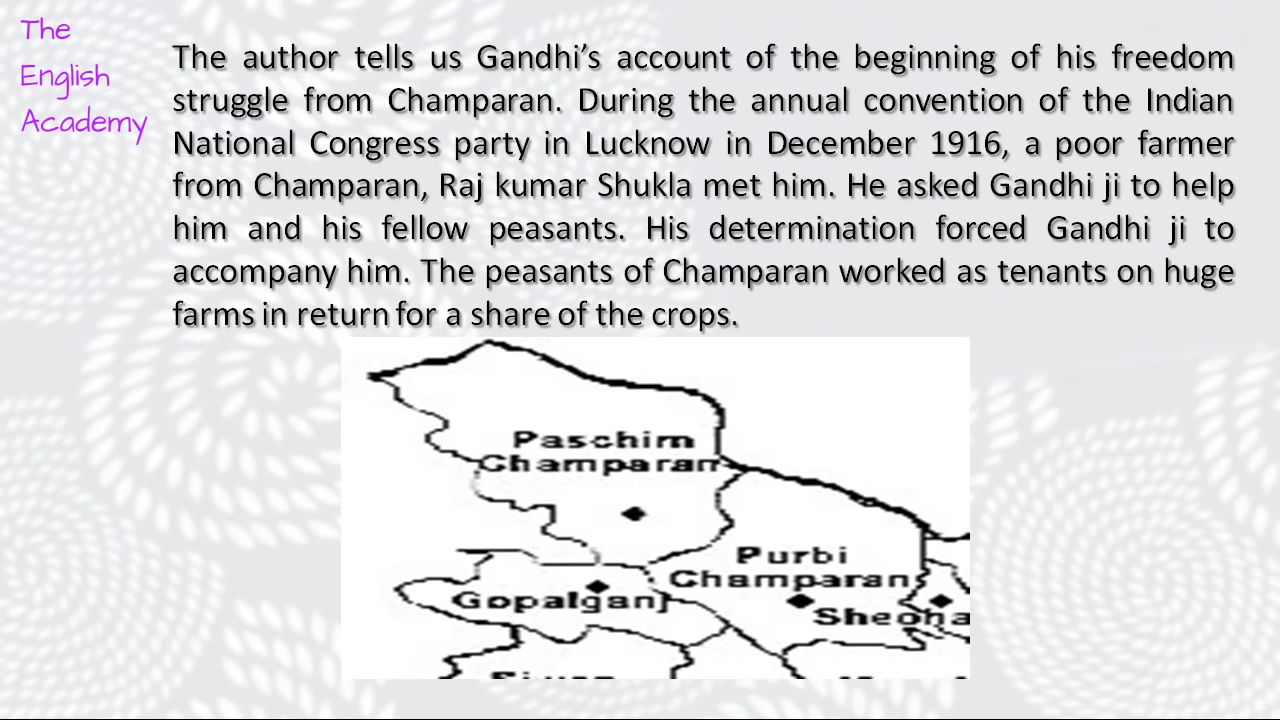 The
English
Academy
The author tells us Gandhi’s account of the beginning of his freedom
struggle from Champaran. During the annual convention of the Indian
National Congress party in Lucknow in December 1916, a poor farmer
from Champaran, Raj kumar Shukla met him. He asked Gandhi ji to help
him and his fellow peasants. His determination forced Gandhi ji to
accompany him. The peasants of Champaran worked as tenants on huge
farms in return for a share of the crops.
Paschim
Champaran
Purbi
Champaran
Gopalganj
Sheoha